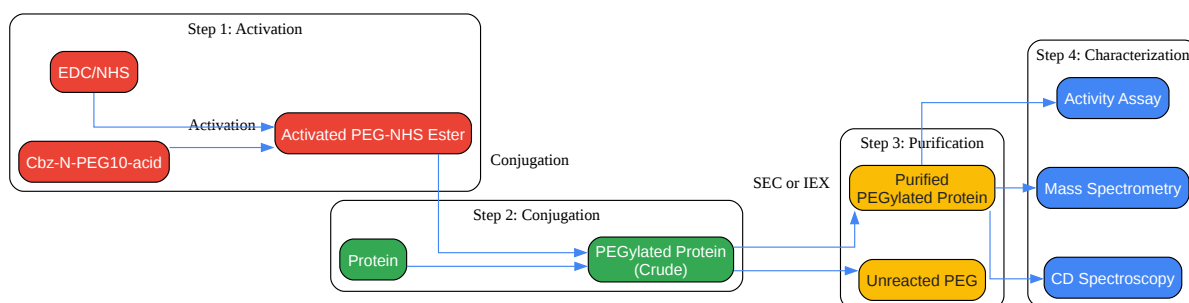 Step 1: Activation
EDC/NHS
Activation
Cbz-N-PEG10-acid
Activated PEG-NHS Ester
Conjugation
Step 2: Conjugation
Protein
PEGylated Protein
(Crude)
SEC or IEX
Step 3: Purification
Purified
PEGylated Protein
Unreacted PEG
Step 4: Characterization
Activity Assay
Mass Spectrometry
CD Spectroscopy